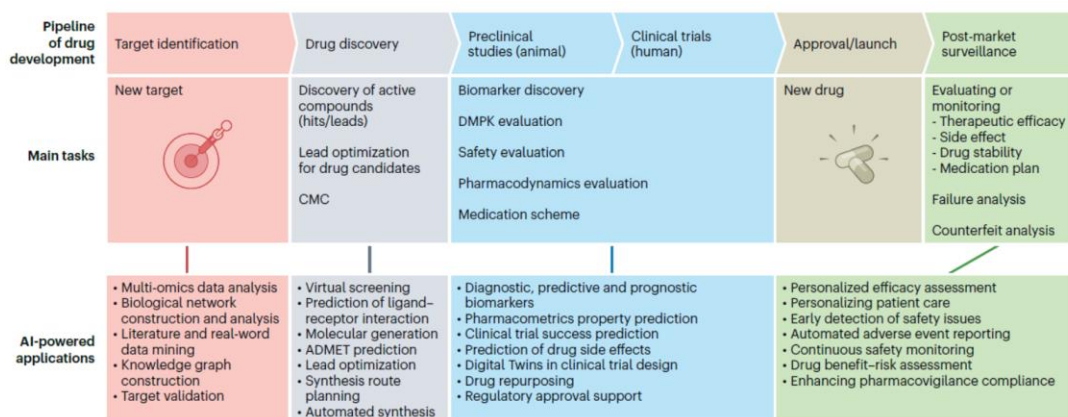 Pipeline
of drug
development
Target identification
Drug discovery
Preclinical
studies (animal)
Clinical trials
(human)
Approval/launch
Post-market
surveillance
Main tasks
New target
Discovery of active
compounds
(hits/leads)
Lead optimization
for drug candidates
CMC
Biomarker discovery
DMPK evaluation
Safety evaluation
Pharmacodynamics evaluation
Medication scheme
New drug
Evaluating or
monitoring
- Therapeutic efficacy
- Side effect
- Drug stability
- Medication plan
Failure analysis
Counterfeit analysis
AI-powered
applications
• Multi-omics data analysis
• Biological network
construction and analysis
• Literature and real-word
data mining
• Knowledge graph
construction
• Target validation
• Virtual screening
• Prediction of ligand–
receptor interaction
• Molecular generation
• ADMET prediction
• Lead optimization
• Synthesis route
planning
• Automated synthesis
• Diagnostic, predictive and prognostic
biomarkers
• Pharmacometrics property prediction
• Clinical trial success prediction
• Prediction of drug side effects
• Digital Twins in clinical trial design
• Drug repurposing
• Regulatory approval support
• Personalized efficacy assessment
• Personalizing patient care
• Early detection of safety issues
• Automated adverse event reporting
• Continuous safety monitoring
• Drug benefit–risk assessment
• Enhancing pharmacovigilance compliance